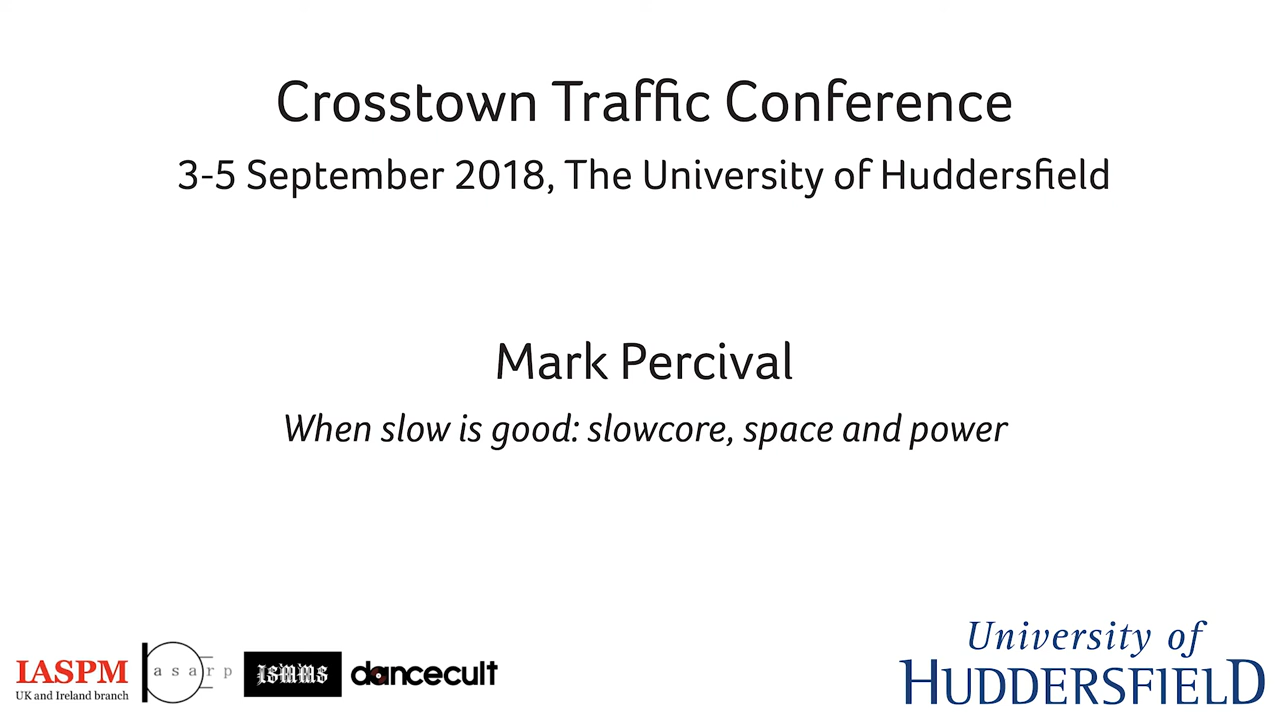 Crosstown Traffic Conference
3-5 September 2018, The University of Huddersfield
Mark Percival
When slow is good: slowcore, space and power
IASPM
UK and Ireland branch
asarp
ISMMS
dancecult
University of
HUDDERSFIELD